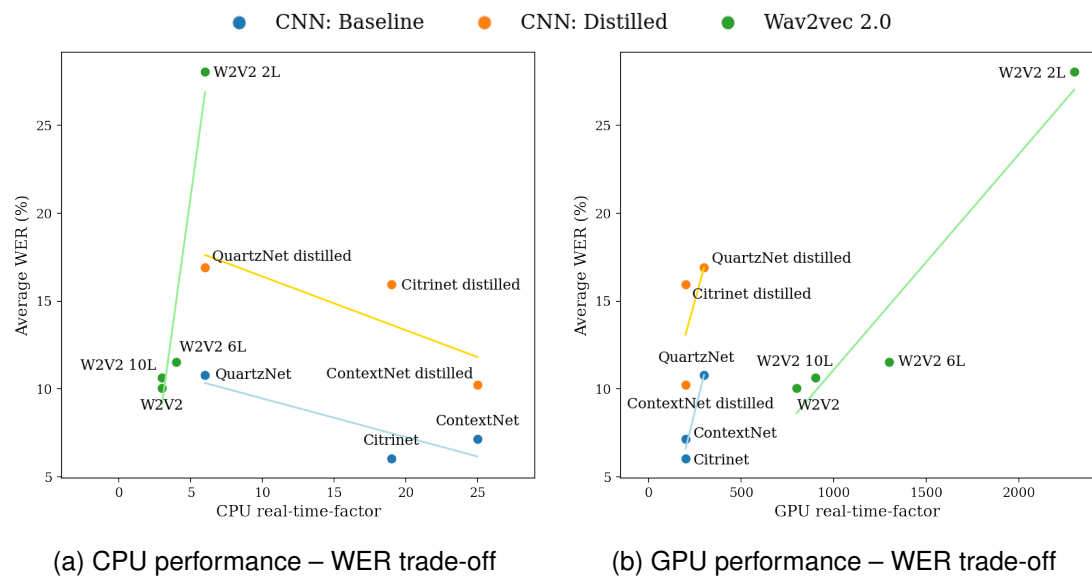 CNN: Baseline CNN: Distilled Wav2vec 2.0
Average WER (%)
25
20
15
10
5
W2V2 2L
QuartzNet distilled
Citrinet distilled
W2V2 6L
W2V2 10L
QuartzNet
ContextNet distilled
W2V2
ContextNet
Citrinet
0 5 10 15 20 25
CPU real-time-factor
(a) CPU performance – WER trade-off
Average WER (%)
25
20
15
10
5
W2V2 2L
QuartzNet distilled
Citrinet distilled
QuartzNet
W2V2 10L
W2V2 6L
ContextNet distilled
W2V2
ContextNet
Citrinet
0 500 1000 1500 2000
GPU real-time-factor
(b) GPU performance – WER trade-off